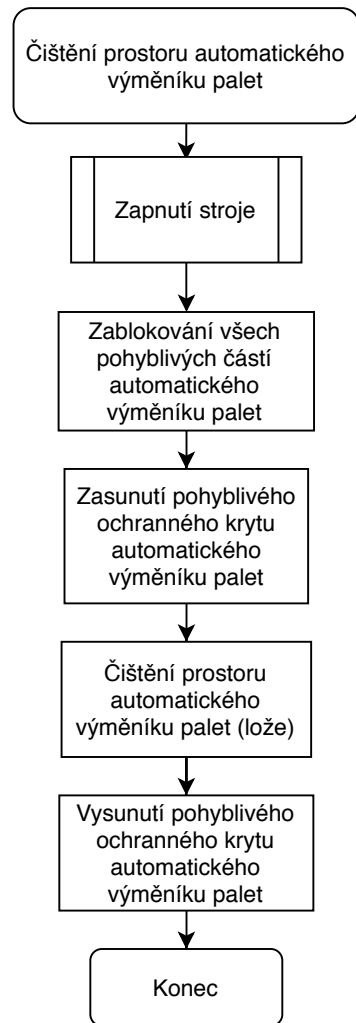 Čištění prostoru automatického
výměníku palet
Zapnutí stroje
Zablokování všech
pohyblivých částí
automatického
výměníku palet
Zasunutí pohyblivého
ochranného krytu
automatického
výměníku palet
Čištění prostoru
automatického
výměníku palet (lože)
Vysunutí pohyblivého
ochranného krytu
automatického
výměníku palet
Konec